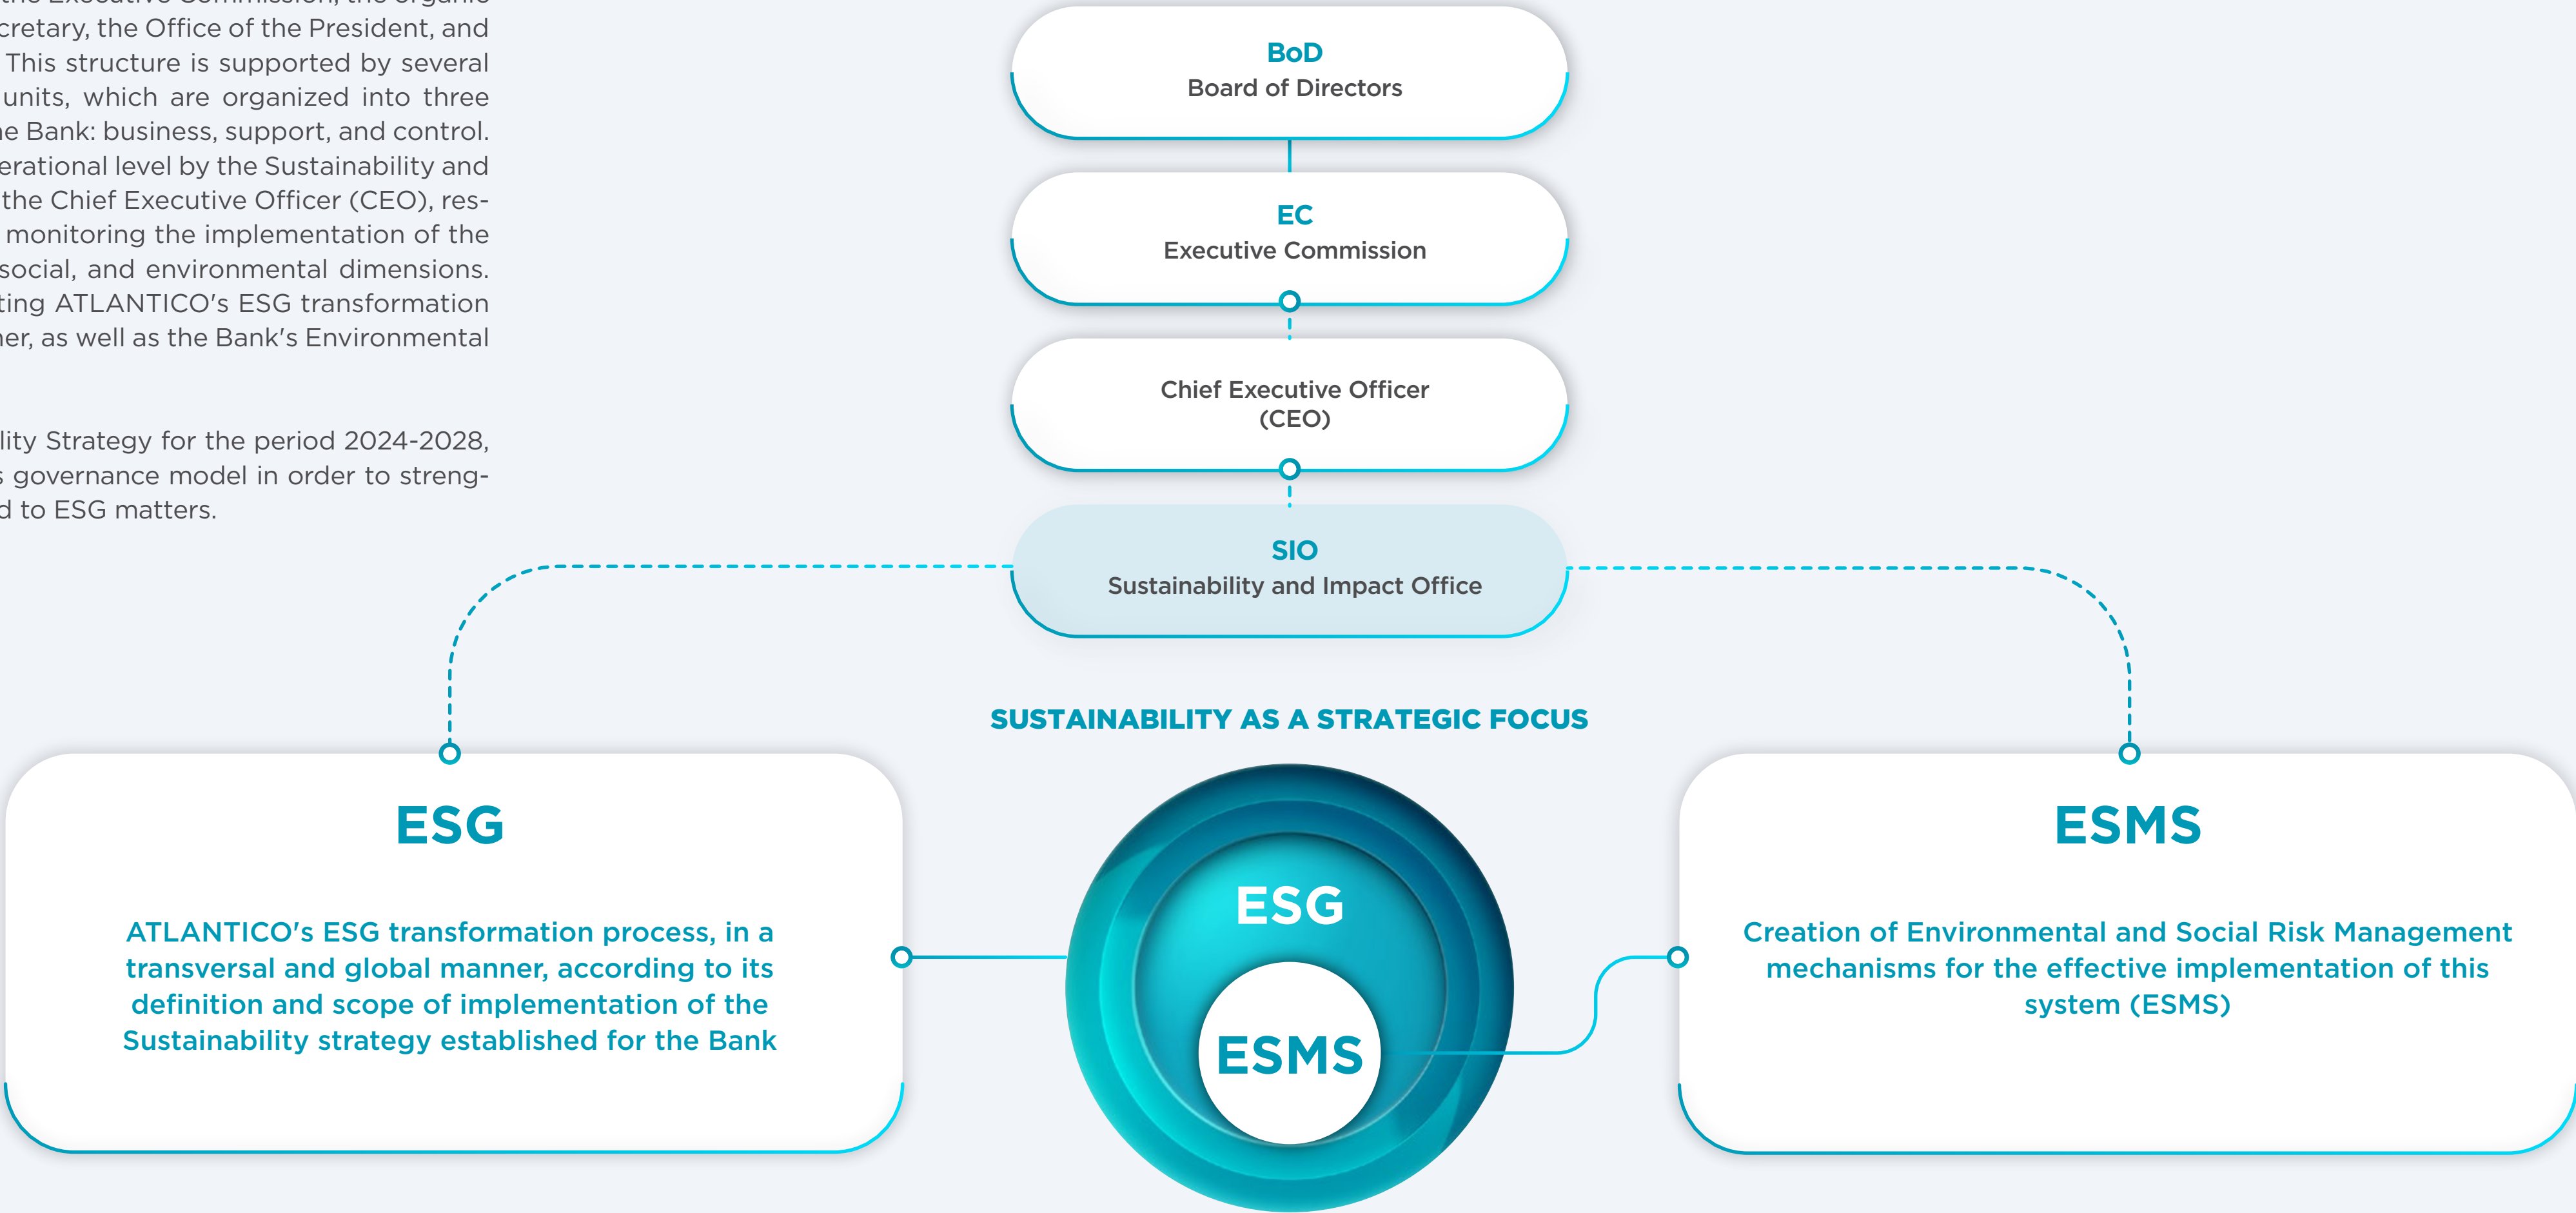 the Executive Commission, the organic
cretary, the Office of the President, and
This structure is supported by several
units, which are organized into three
he Bank: business, support, and control.
erational level by the Sustainability and
the Chief Executive Officer (CEO), res-
monitoring the implementation of the
social, and environmental dimensions.
ting ATLANTICO's ESG transformation
ner, as well as the Bank's Environmental
lity Strategy for the period 2024-2028,
s governance model in order to streng-
d to ESG matters.
BoD
Board of Directors
EC
Executive Commission
Chief Executive Officer
(CEO)
SIO
Sustainability and Impact Office
SUSTAINABILITY AS A STRATEGIC FOCUS
ESG
ATLANTICO's ESG transformation process, in a
transversal and global manner, according to its
definition and scope of implementation of the
Sustainability strategy established for the Bank
ESG
ESMS
ESMS
Creation of Environmental and Social Risk Management
mechanisms for the effective implementation of this
system (ESMS)